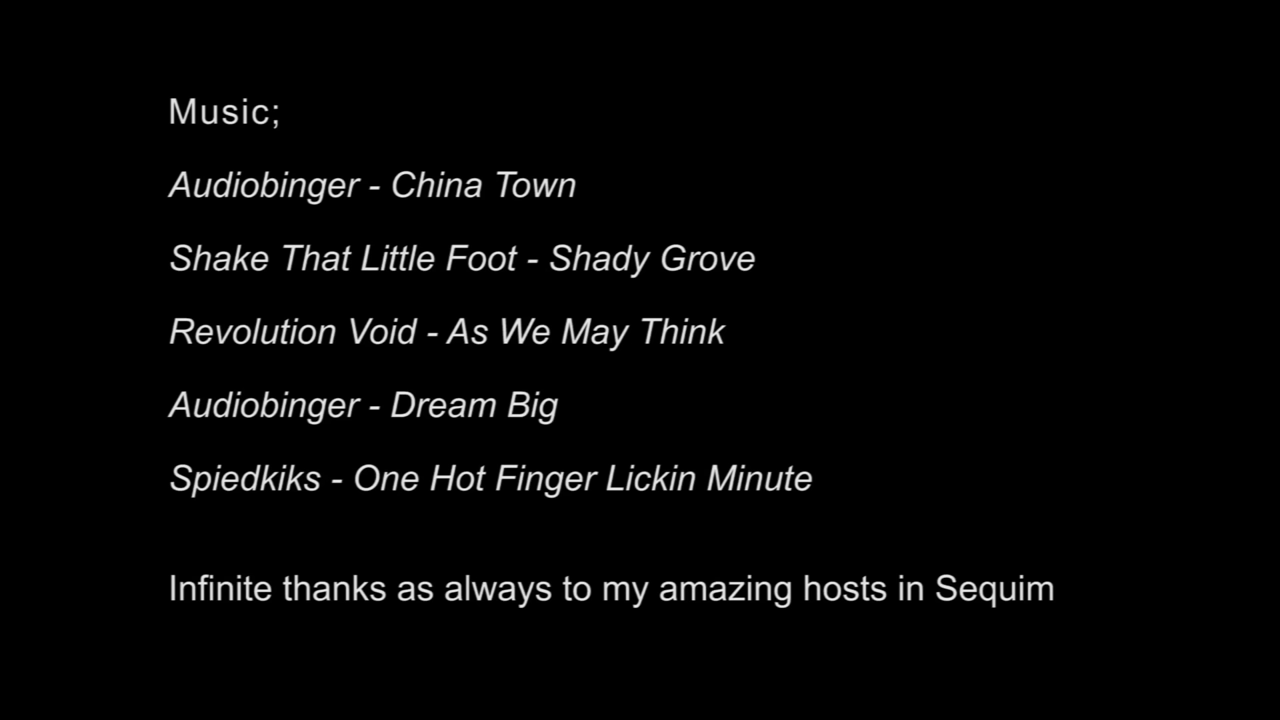 Music;
Audiobinger - China Town
Shake That Little Foot - Shady Grove
Revolution Void - As We May Think
Audiobinger - Dream Big
Spiedkiks - One Hot Finger Lickin Minute
Infinite thanks as always to my amazing hosts in Sequim